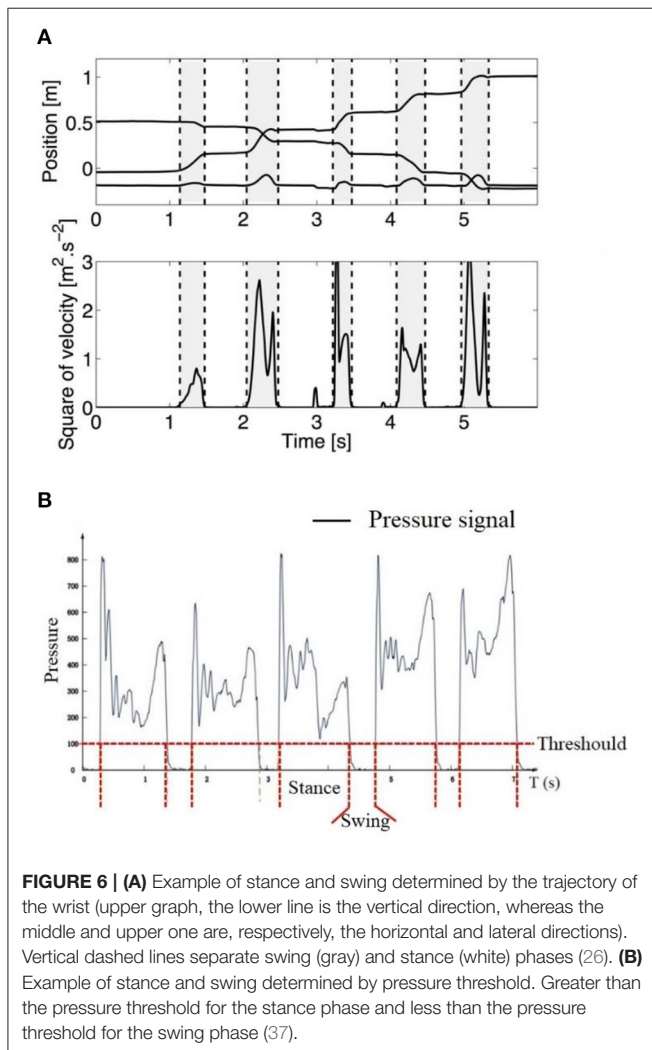 A
Position [m]
1
0.5
0
0 1 2 3 4 5
Square of velocity [m².s⁻²]
3
2
1
0
0 1 2 3 4 5
Time [s]
B
Pressure signal
Pressure
800
700
600
500
400
300
200
100
0
Threshould
0 1 2 3 5 6 7 T (s)
Stance
Swing
FIGURE 6 | (A) Example of stance and swing determined by the trajectory of
the wrist (upper graph, the lower line is the vertical direction, whereas the
middle and upper one are, respectively, the horizontal and lateral directions).
Vertical dashed lines separate swing (gray) and stance (white) phases (26). (B)
Example of stance and swing determined by pressure threshold. Greater than
the pressure threshold for the stance phase and less than the pressure
threshold for the swing phase (37).